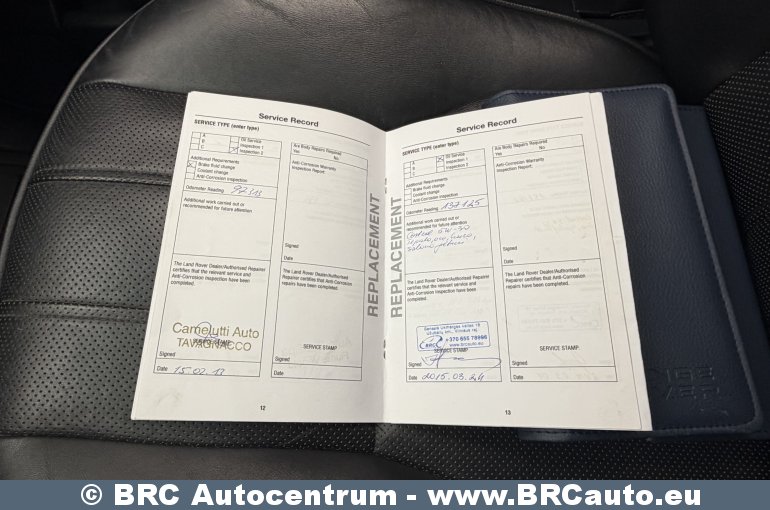 Service Record
SERVICE TYPE (enter type)
A
B
C
Oil Service
Inspection 1
Inspection 2
Additional Requirements
Brake fluid change
Coolant change
Anti-Corrosion Inspection
Odometer Reading
Additional work carried out or
recommended for future attention
The Land Rover Dealer/Authorised Repairer
certifies that the relevant service and
Anti-Corrosion Inspection have been
completed.
Camelutti Auto
TAVAGNACCO
Signed
Date 15.02.13
Are Body Repairs Required
Yes No
Anti-Corrosion Warranty
Inspection Report:
Signed
Date
The Land Rover Dealer/Authorised
Repairer certifies that Anti-Corrosion
repairs have been completed.
SERVICE STAMP
Signed
Date
12
REPLACEMENT
REPLACEMENT
Service Record
SERVICE TYPE (enter type)
A
B
C
Oil Service
Inspection 1
Inspection 2
Additional Requirements
Brake fluid change
Coolant change
Anti-Corrosion Inspection
Odometer Reading 137125
Additional work carried out or
recommended for future attention
5W-30
The Land Rover Dealer/Authorised Repairer
certifies that the relevant service and
Anti-Corrosion Inspection have been
completed.
BRC
+370 655 78866
www.brcauto.eu
SERVICE STAMP
Signed
Date 2015.03.24
Are Body Repairs Required
Yes No
Anti-Corrosion Warranty
Inspection Report:
Signed
Date
The Land Rover Dealer/Authorised
Repairer certifies that Anti-Corrosion
repairs have been completed.
SERVICE STAMP
Signed
Date
13
© BRC Autocentrum - www.BRCauto.eu